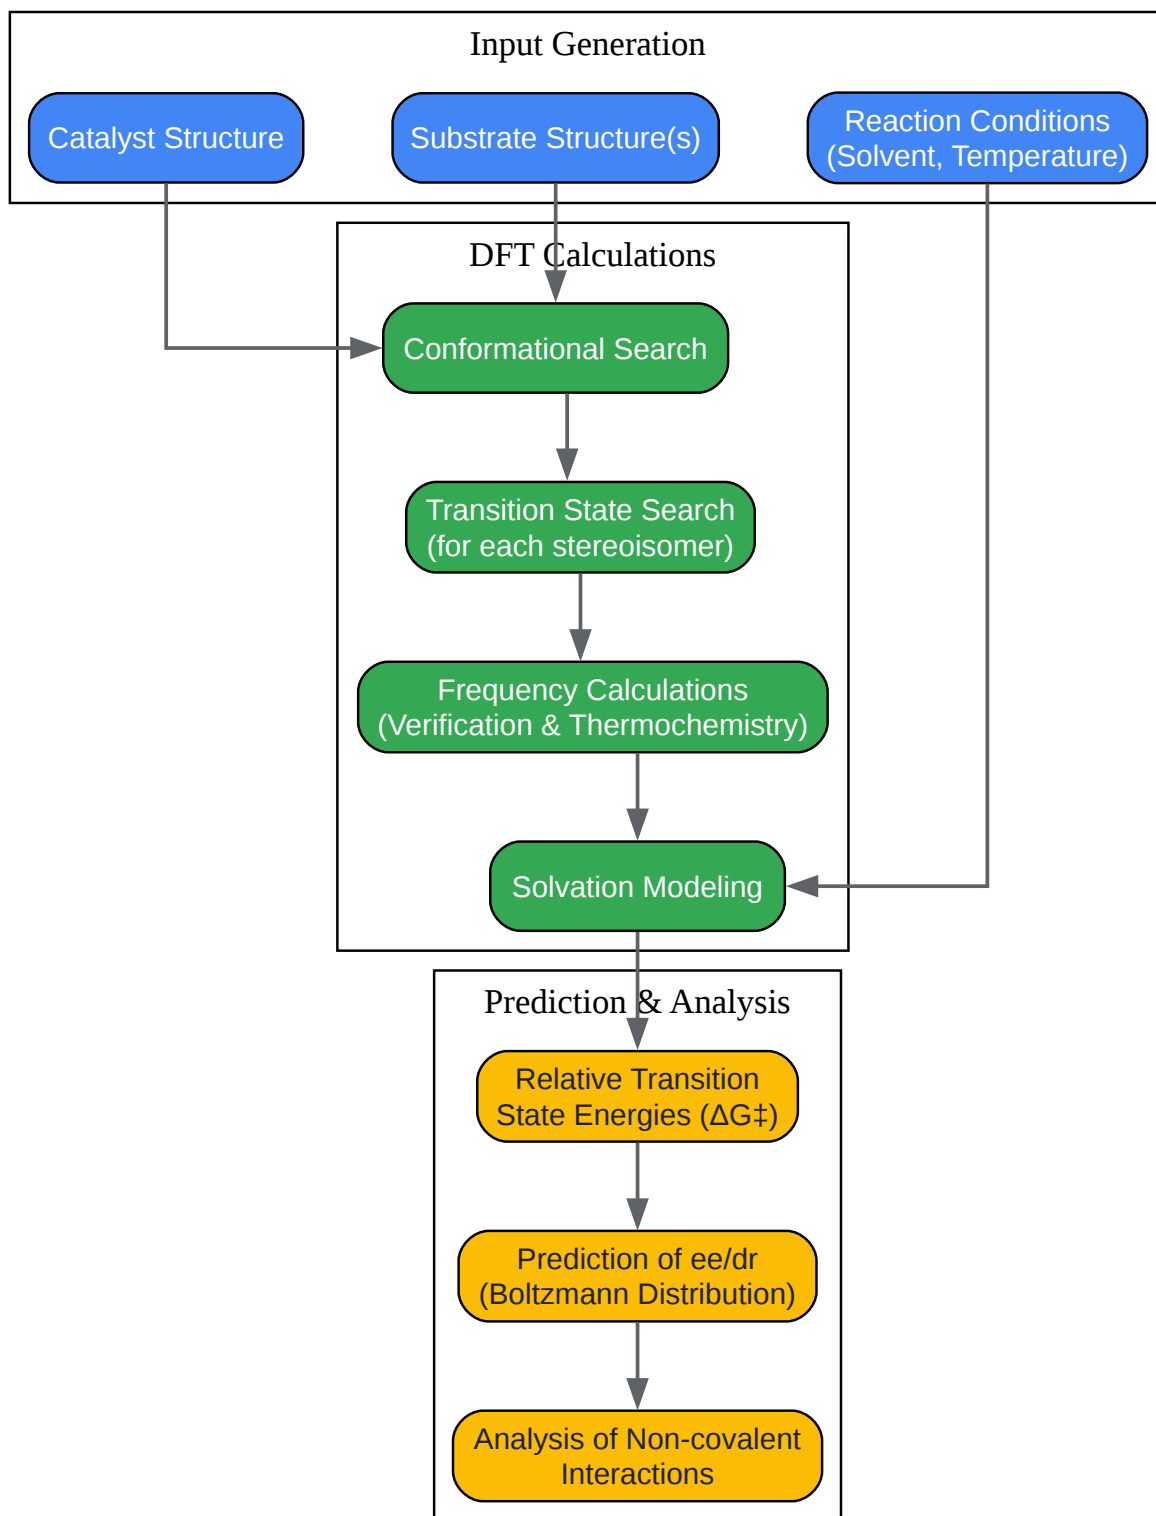 Input Generation
Catalyst Structure
Substrate Structure(s)
Reaction Conditions
(Solvent, Temperature)
DFT Calculations
Conformational Search
Transition State Search
(for each stereoisomer)
Frequency Calculations
(Verification & Thermochemistry)
Solvation Modeling
Prediction & Analysis
Relative Transition
State Energies (ΔG‡)
Prediction of ee/dr
(Boltzmann Distribution)
Analysis of Non-covalent
Interactions